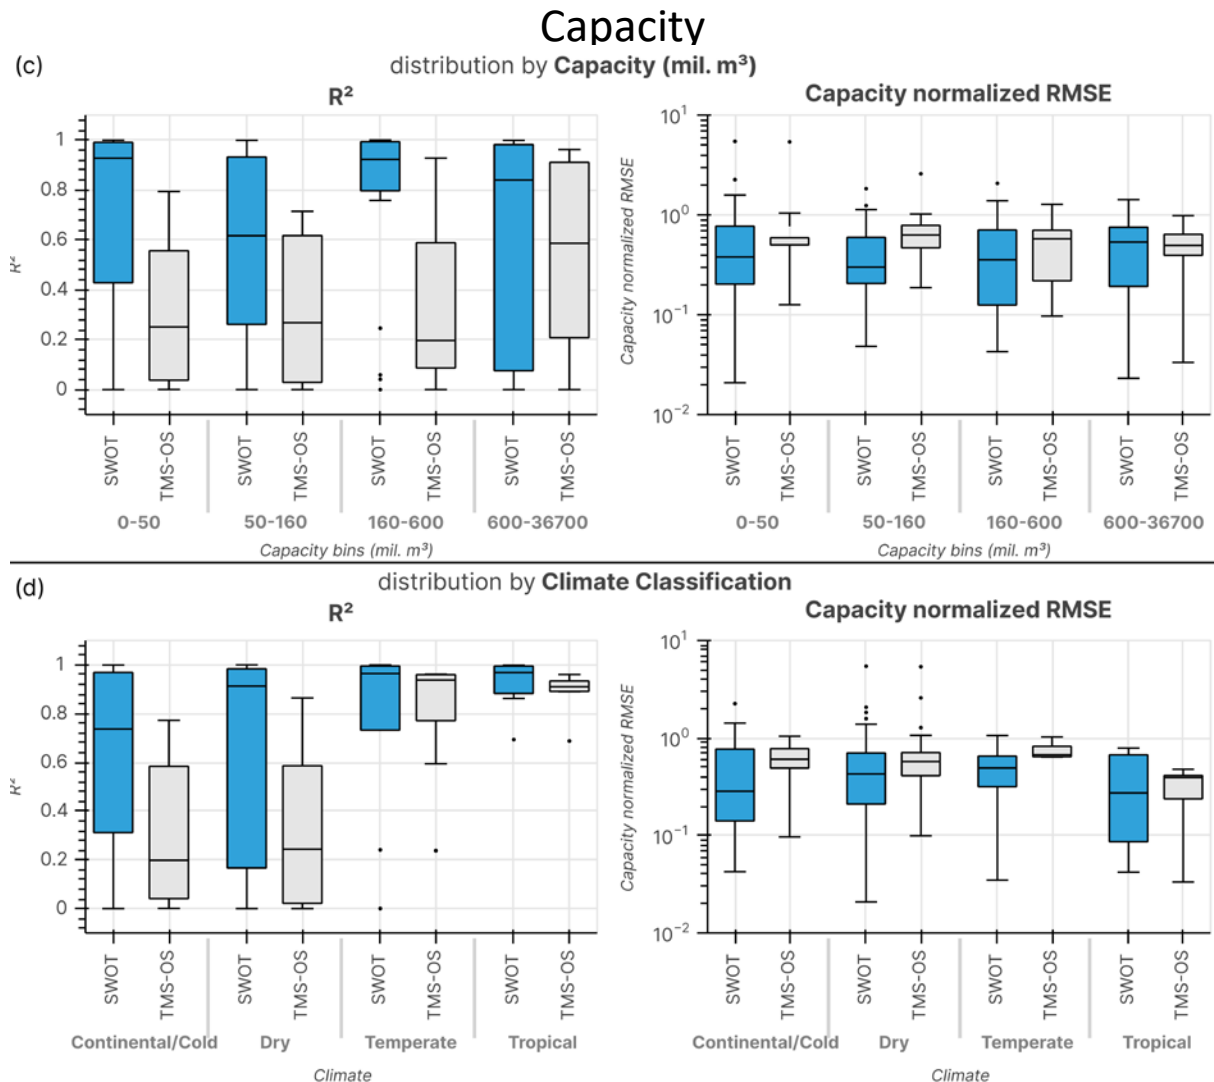 Capacity
(c)
distribution by Capacity (mil. m³)
R²
Capacity normalized RMSE
1
0.8
0.6
0.4
0.2
0
R²
10¹
10⁰
10⁻¹
10⁻²
Capacity normalized RMSE
SWOT
TMS-OS
SWOT
TMS-OS
SWOT
TMS-OS
SWOT
TMS-OS
SWOT
TMS-OS
SWOT
TMS-OS
SWOT
TMS-OS
SWOT
TMS-OS
0-50 50-160 160-600 600-36700
0-50 50-160 160-600 600-36700
Capacity bins (mil. m³)
Capacity bins (mil. m³)
(d)
distribution by Climate Classification
R²
Capacity normalized RMSE
1
0.8
0.6
0.4
0.2
0
R²
10¹
10⁰
10⁻¹
10⁻²
Capacity normalized RMSE
SWOT
TMS-OS
SWOT
TMS-OS
SWOT
TMS-OS
SWOT
TMS-OS
SWOT
TMS-OS
SWOT
TMS-OS
SWOT
TMS-OS
SWOT
TMS-OS
Continental/Cold Dry Temperate Tropical
Continental/Cold Dry Temperate Tropical
Climate
Climate